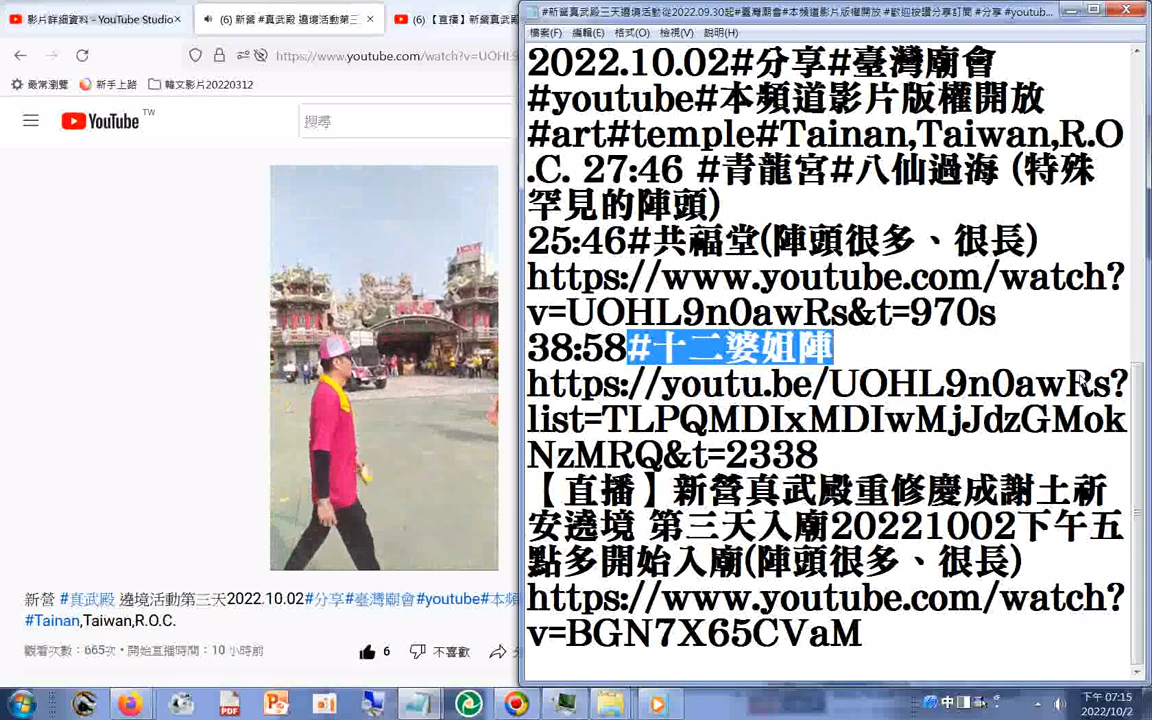 影片詳細資料 - YouTube Studio
(6) 新營 #真武殿 遶境活動第三
(6)【直播】新營真武殿
#新營真武殿三天遶境活動從2022.09.30起#臺灣廟會#本頻道影片版權開放 #歡迎按讚分享訂閱 #分享 #youtub...
檔案(F) 編輯(E) 格式(O) 檢視(V) 說明(H)
https://www.youtube.com/watch?v=UOHL9
最常瀏覽 新手上路 韓文影片20220312
YouTube TW
搜尋
2022.10.02#分享#臺灣廟會
#youtube#本頻道影片版權開放
#art#temple#Tainan,Taiwan,R.O
.C. 27:46 #青龍宮#八仙過海 (特殊
罕見的陣頭)
25:46#共福堂(陣頭很多、很長)
https://www.youtube.com/watch?
v=UOHL9n0awRs&t=970s
38:58#十二婆姐陣
https://youtu.be/UOHL9n0awRs?
list=TLPQMDIxMDIwMjJdzGMok
NzMRQ&t=2338
【直播】新營真武殿重修慶成謝土祈
安遶境 第三天入廟20221002下午五
點多開始入廟(陣頭很多、很長)
https://www.youtube.com/watch?
v=BGN7X65CVaM
新營 #真武殿 遶境活動第三天2022.10.02#分享#臺灣廟會#youtube#本頻
#Tainan,Taiwan,R.O.C.
觀看次數：665次 • 開始直播時間：10 小時前
6 不喜歡
中
下午 07:15
2022/10/2